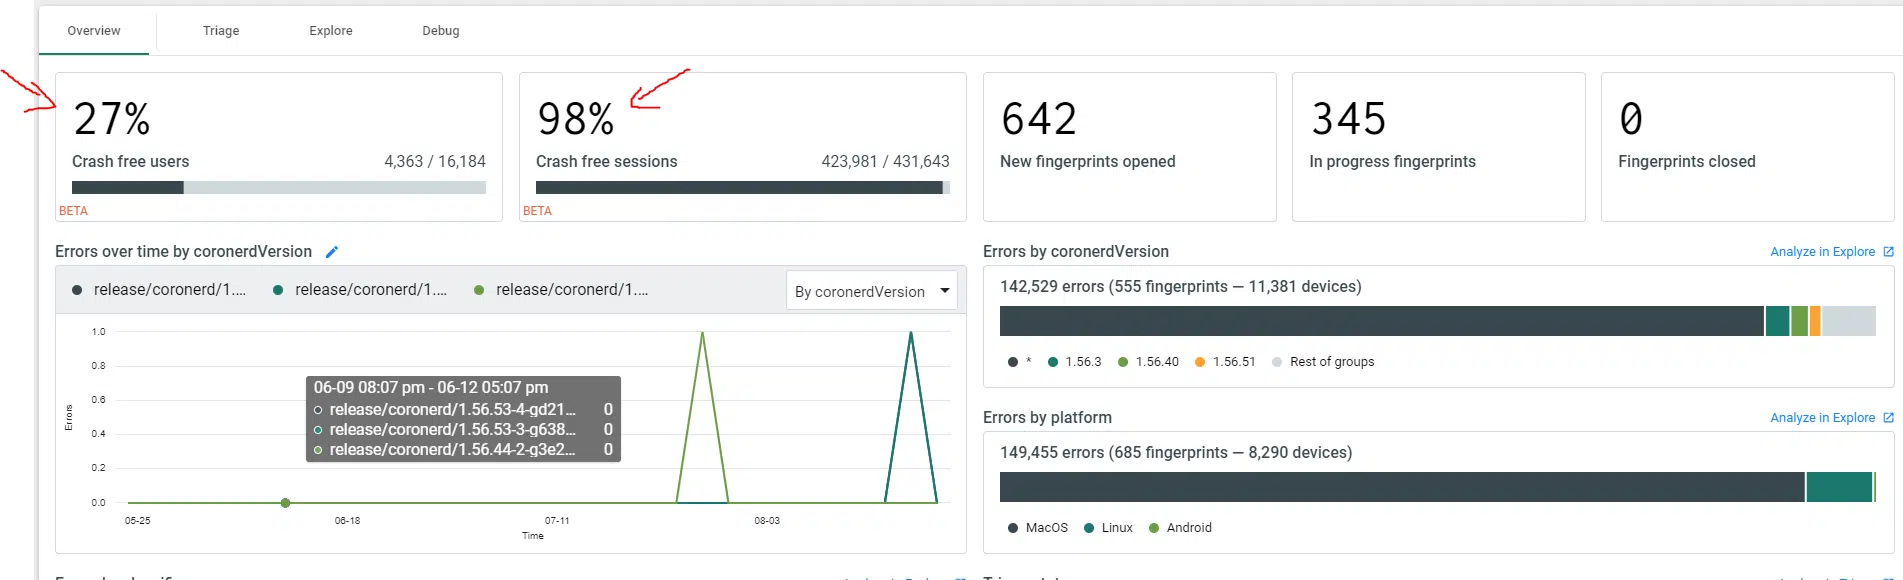 Overview Triage Explore Debug
27%
Crash free users 4,363 / 16,184
BETA
98%
Crash free sessions 423,981 / 431,643
BETA
642
New fingerprints opened
345
In progress fingerprints
0
Fingerprints closed
Errors over time by coronerdVersion
release/coronerd/1.... release/coronerd/1.... release/coronerd/1.... By coronerdVersion
1.0
0.8
0.6
0.4
0.2
0.0
Errors
06-09 08:07 pm - 06-12 05:07 pm
release/coronerd/1.56.53-4-gd21... 0
release/coronerd/1.56.53-3-g638... 0
release/coronerd/1.56.44-2-g3e2... 0
05-25 06-18 07-11 08-03
Time
Errors by coronerdVersion Analyze in Explore
142,529 errors (555 fingerprints — 11,381 devices)
* 1.56.3 1.56.40 1.56.51 Rest of groups
Errors by platform Analyze in Explore
149,455 errors (685 fingerprints — 8,290 devices)
MacOS Linux Android